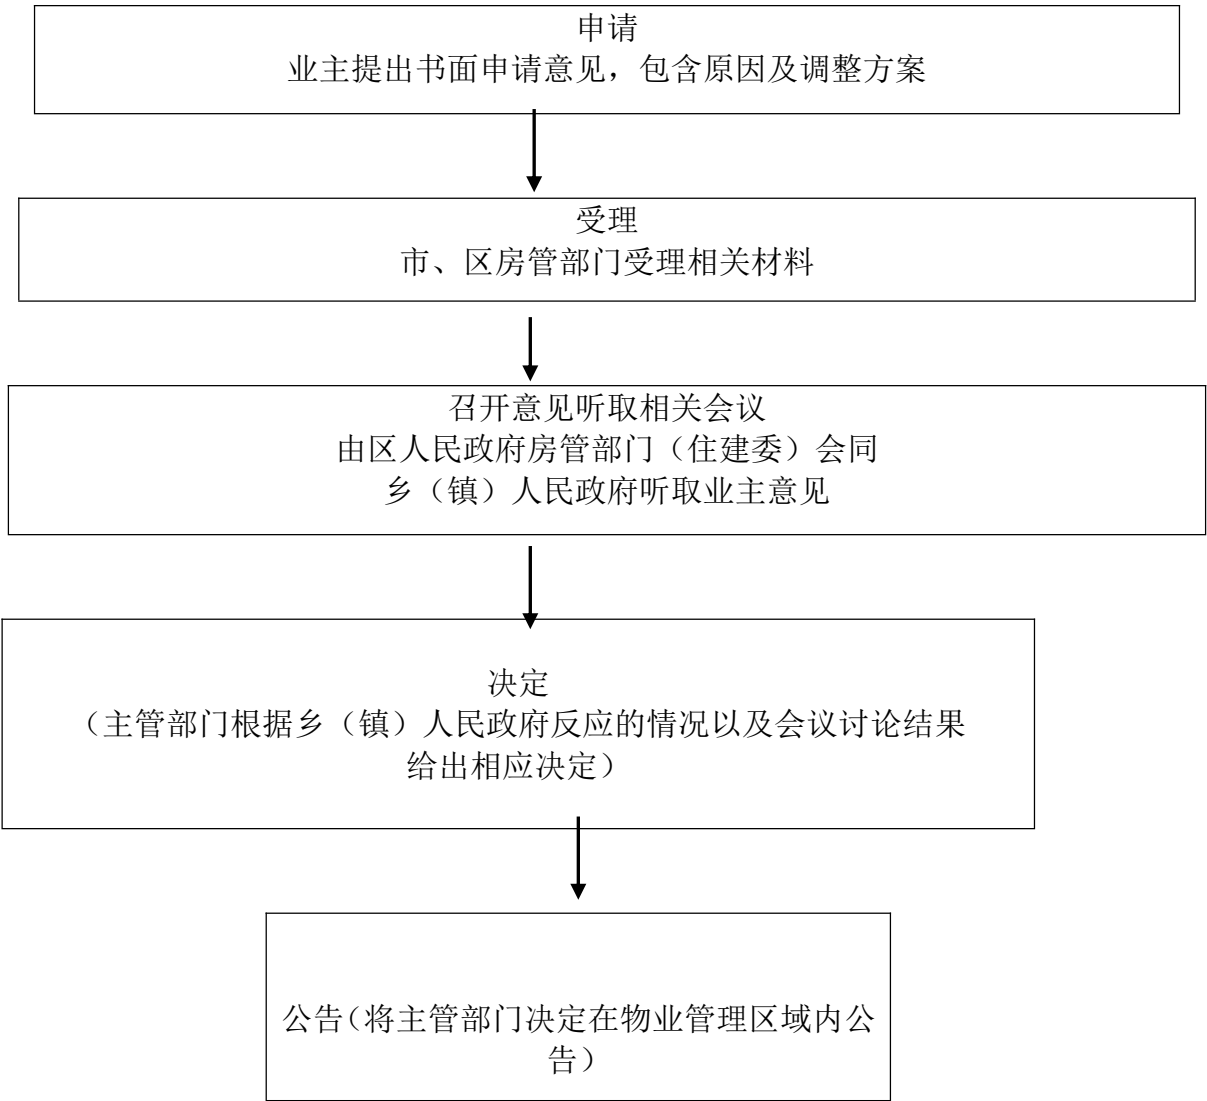 申请
业主提出书面申请意见，包含原因及调整方案
受理
市、区房管部门受理相关材料
召开意见听取相关会议
由区人民政府房管部门（住建委）会同
乡（镇）人民政府听取业主意见
决定
（主管部门根据乡（镇）人民政府反应的情况以及会议讨论结果
给出相应决定）
公告（将主管部门决定在物业管理区域内公
告）